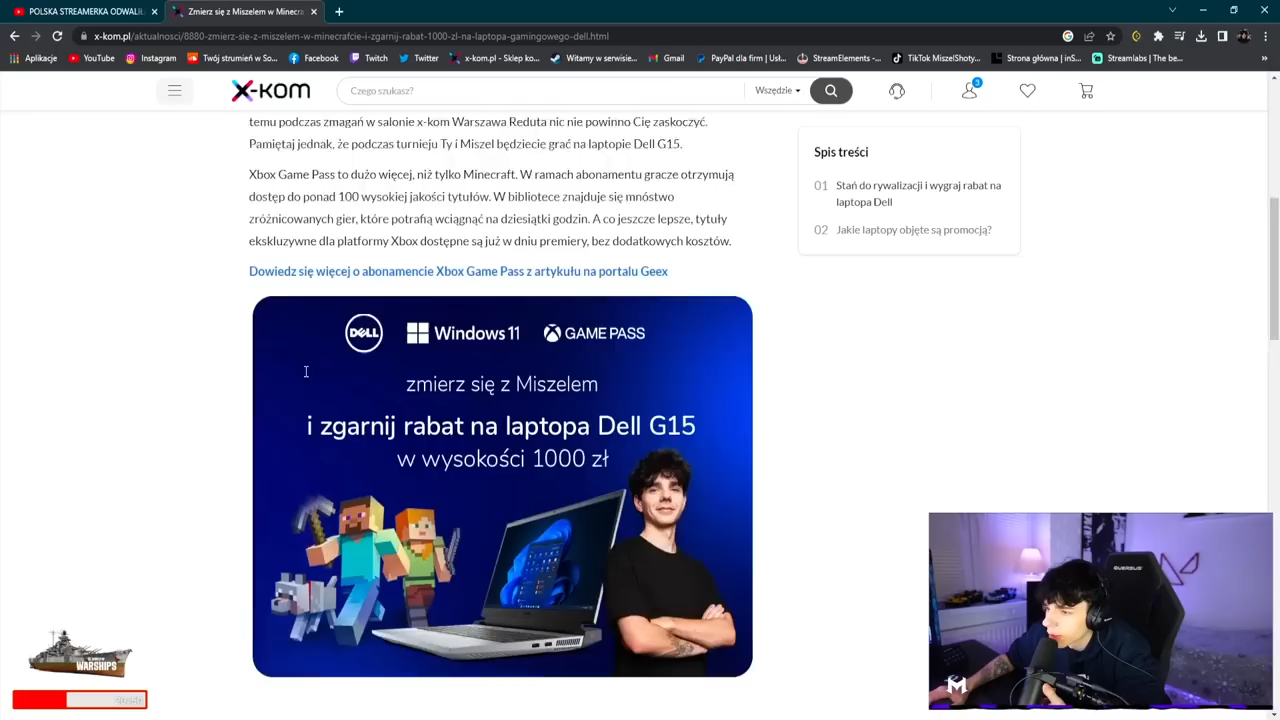 POLSKA STREAMERKA ODWALIŁA
Zmierz się z Miszelem w Minecra
x-kom.pl/aktualnosci/8880-zmierz-sie-z-miszelem-w-minecrafcie-i-zgarnij-rabat-1000-zl-na-laptopa-gamingowego-dell.html
Aplikacje
YouTube
Instagram
Twój strumień w So...
Facebook
Twitch
Twitter
x-kom.pl - Sklep ko...
Witamy w serwisie...
Gmail
PayPal dla firm | Usł...
StreamElements -...
TikTok MiszelShoty...
Strona główna | inS...
Streamlabs | The be...
x-kom
Czego szukasz?
Wszędzie
3
temu podczas zmagań w salonie x-kom Warszawa Reduta nic nie powinno Cię zaskoczyć.
Pamiętaj jednak, że podczas turnieju Ty i Miszel będziecie grać na laptopie Dell G15.
Xbox Game Pass to dużo więcej, niż tylko Minecraft. W ramach abonamentu gracze otrzymują
dostęp do ponad 100 wysokiej jakości tytułów. W bibliotece znajduje się mnóstwo
zróżnicowanych gier, które potrafią wciągnąć na dziesiątki godzin. A co jeszcze lepsze, tytuły
ekskluzywne dla platformy Xbox dostępne są już w dniu premiery, bez dodatkowych kosztów.
Dowiedz się więcej o abonamencie Xbox Game Pass z artykułu na portalu Geex
Spis treści
01 Stań do rywalizacji i wygraj rabat na
laptopa Dell
02 Jakie laptopy objęte są promocją?
DELL Windows 11 GAME PASS
zmierz się z Miszelem
i zgarnij rabat na laptopa Dell G15
w wysokości 1000 zł
WARSHIPS
M